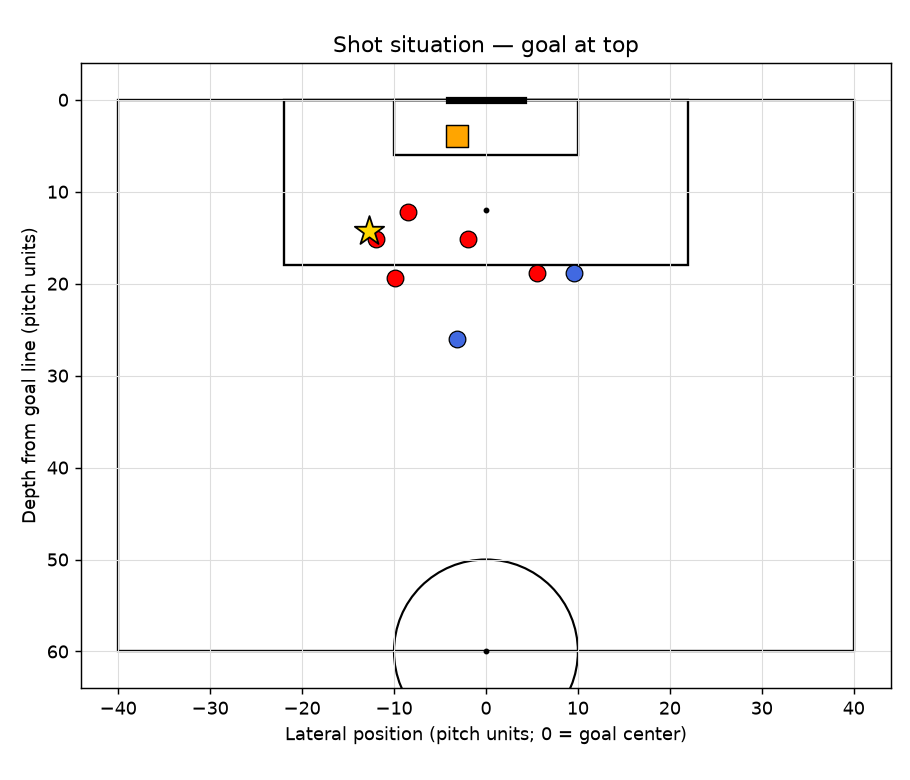 Shot situation — goal at top
Depth from goal line (pitch units)
0
10
20
30
40
50
60
−40 −30 −20 −10 0 10 20 30 40
Lateral position (pitch units; 0 = goal center)